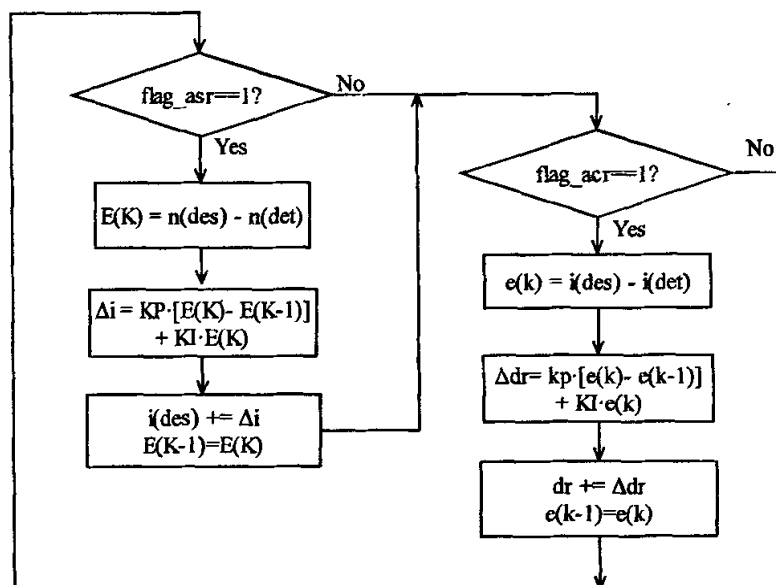 flag_asr==1?
No
Yes
E(K) = n(des) - n(det)
Δi = KP·[E(K)- E(K-1)]
+ KI·E(K)
i(des) += Δi
E(K-1)=E(K)
flag_acr==1?
No
Yes
e(k) = i(des) - i(det)
Δdr= kp·[e(k)- e(k-1)]
+ KI·e(k)
dr += Δdr
e(k-1)=e(k)